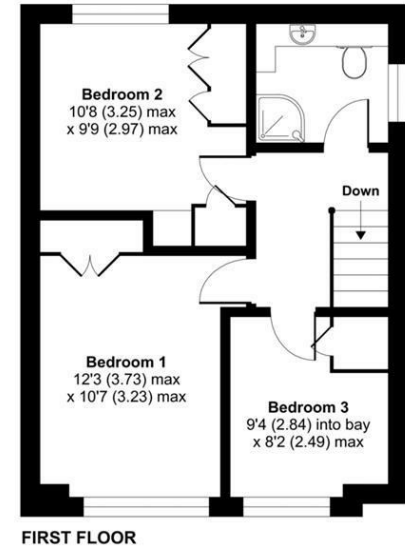 Bedroom 2
10'8 (3.25) max
x 9'9 (2.97) max
Down
Bedroom 1
12'3 (3.73) max
x 10'7 (3.23) max
Bedroom 3
9'4 (2.84) into bay
x 8'2 (2.49) max
FIRST FLOOR